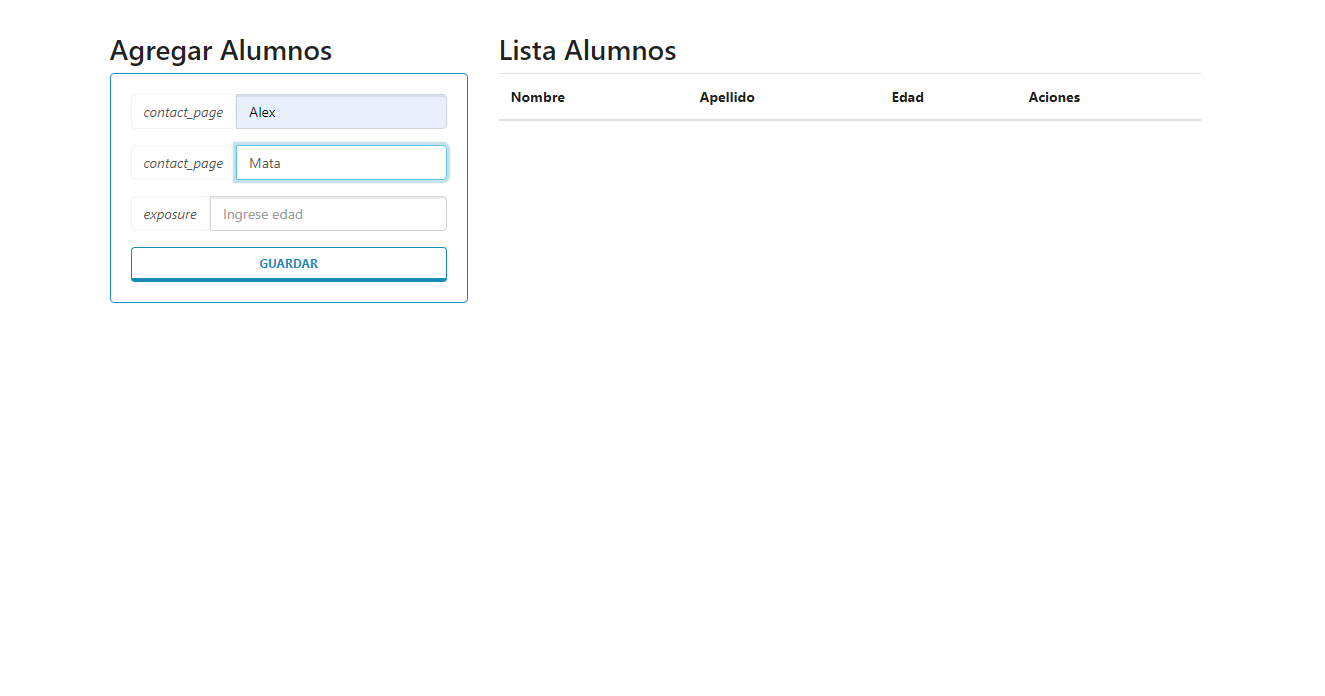 Agregar Alumnos
contact_page Alex
contact_page Mata
exposure Ingrese edad
GUARDAR
Lista Alumnos
Nombre Apellido Edad Aciones